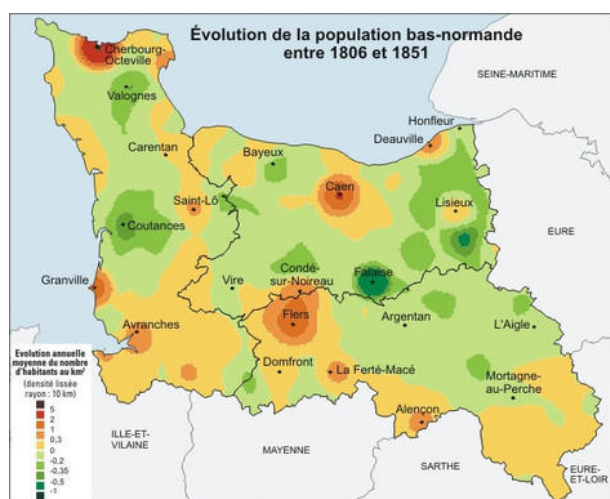 Évolution de la population bas-normande
entre 1806 et 1851
Cherbourg-
Octeville
Valognes
SEINE-MARITIME
Honfleur
Deauville
Carentan
Bayeux
Caen
Lisieux
Saint-Lô
Coutances
EURE
Granville
Vire
Condé-
sur-Noireau
Falaise
Flers
Argentan
L'Aigle
Avranches
Domfront
La Ferté-Macé
Mortagne-
au-Perche
Alençon
Evolution annuelle
moyenne du nombre
d'habitants au km²
(densité lissée
rayon : 10 km)
5
2
1
0,3
0
-0,2
-0,35
-0,5
-1
ILLE-ET-
VILAINE
MAYENNE
SARTHE
EURE-
ET-LOIR